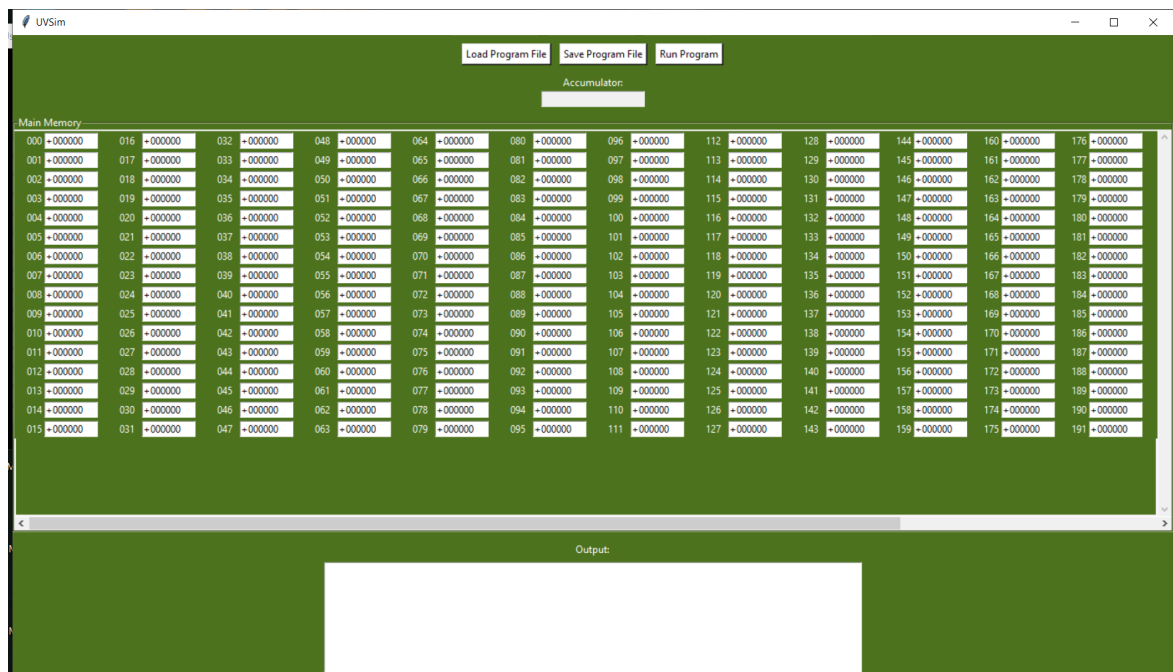 UVSim
Load Program File Save Program File Run Program
Accumulator:
Main Memory
000 +000000 016 +000000 032 +000000 048 +000000 064 +000000 080 +000000 096 +000000 112 +000000 128 +000000 144 +000000 160 +000000 176 +000000
001 +000000 017 +000000 033 +000000 049 +000000 065 +000000 081 +000000 097 +000000 113 +000000 129 +000000 145 +000000 161 +000000 177 +000000
002 +000000 018 +000000 034 +000000 050 +000000 066 +000000 082 +000000 098 +000000 114 +000000 130 +000000 146 +000000 162 +000000 178 +000000
003 +000000 019 +000000 035 +000000 051 +000000 067 +000000 083 +000000 099 +000000 115 +000000 131 +000000 147 +000000 163 +000000 179 +000000
004 +000000 020 +000000 036 +000000 052 +000000 068 +000000 084 +000000 100 +000000 116 +000000 132 +000000 148 +000000 164 +000000 180 +000000
005 +000000 021 +000000 037 +000000 053 +000000 069 +000000 085 +000000 101 +000000 117 +000000 133 +000000 149 +000000 165 +000000 181 +000000
006 +000000 022 +000000 038 +000000 054 +000000 070 +000000 086 +000000 102 +000000 118 +000000 134 +000000 150 +000000 166 +000000 182 +000000
007 +000000 023 +000000 039 +000000 055 +000000 071 +000000 087 +000000 103 +000000 119 +000000 135 +000000 151 +000000 167 +000000 183 +000000
008 +000000 024 +000000 040 +000000 056 +000000 072 +000000 088 +000000 104 +000000 120 +000000 136 +000000 152 +000000 168 +000000 184 +000000
009 +000000 025 +000000 041 +000000 057 +000000 073 +000000 089 +000000 105 +000000 121 +000000 137 +000000 153 +000000 169 +000000 185 +000000
010 +000000 026 +000000 042 +000000 058 +000000 074 +000000 090 +000000 106 +000000 122 +000000 138 +000000 154 +000000 170 +000000 186 +000000
011 +000000 027 +000000 043 +000000 059 +000000 075 +000000 091 +000000 107 +000000 123 +000000 139 +000000 155 +000000 171 +000000 187 +000000
012 +000000 028 +000000 044 +000000 060 +000000 076 +000000 092 +000000 108 +000000 124 +000000 140 +000000 156 +000000 172 +000000 188 +000000
013 +000000 029 +000000 045 +000000 061 +000000 077 +000000 093 +000000 109 +000000 125 +000000 141 +000000 157 +000000 173 +000000 189 +000000
014 +000000 030 +000000 046 +000000 062 +000000 078 +000000 094 +000000 110 +000000 126 +000000 142 +000000 158 +000000 174 +000000 190 +000000
015 +000000 031 +000000 047 +000000 063 +000000 079 +000000 095 +000000 111 +000000 127 +000000 143 +000000 159 +000000 175 +000000 191 +000000
Output: